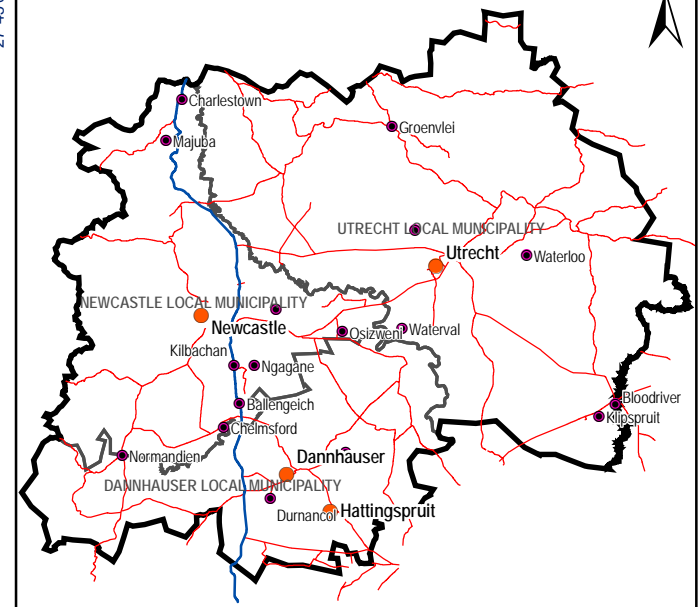 Charlestown
Groenvlei
Majuba
UTRECHT LOCAL MUNICIPALITY
Utrecht
Waterloo
NEWCASTLE LOCAL MUNICIPALITY
Newcastle
Osizweni
Waterval
Kilbachan
Ngagane
Ballengeich
Bloodriver
Klipspruit
Chelmsford
Normandien
Dannhauser
DANNHAUSER LOCAL MUNICIPALITY
Durnancol
Hattingspruit